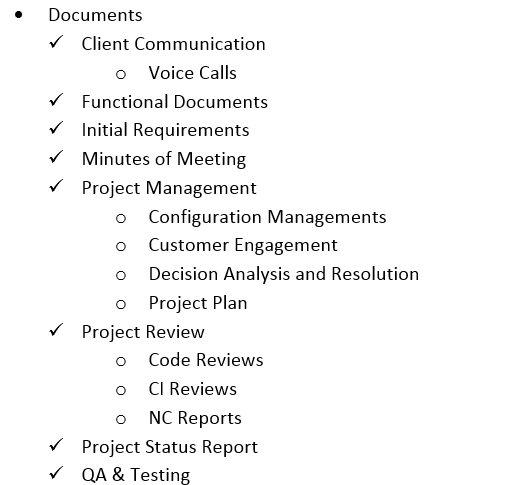 Documents
Client Communication
Voice Calls
Functional Documents
Initial Requirements
Minutes of Meeting
Project Management
Configuration Managements
Customer Engagement
Decision Analysis and Resolution
Project Plan
Project Review
Code Reviews
CI Reviews
NC Reports
Project Status Report
QA & Testing